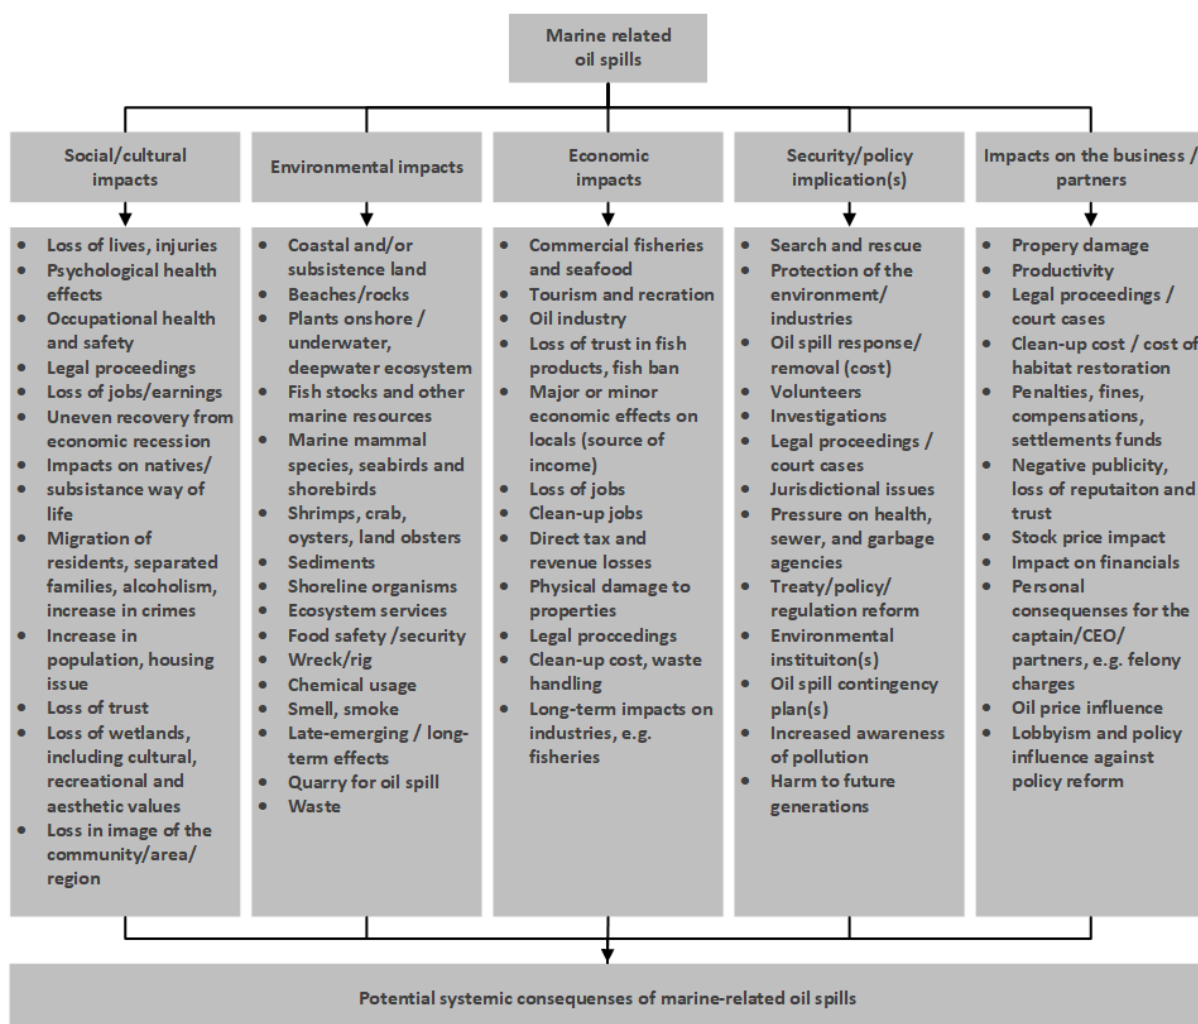 Marine related
oil spills
Social/cultural
impacts
Environmental impacts
Economic
impacts
Security/policy
implication(s)
Impacts on the business /
partners
• Loss of lives, injuries
• Psychological health
effects
• Occupational health
and safety
• Legal proceedings
• Loss of jobs/earnings
• Uneven recovery from
economic recession
• Impacts on natives/
• subsistance way of
life
• Migration of
residents, separated
families, alcoholism,
increase in crimes
• Increase in
population, housing
issue
• Loss of trust
• Loss of wetlands,
including cultural,
recreational and
aesthetic values
• Loss in image of the
community/area/
region
• Coastal and/or
subsistence land
• Beaches/rocks
• Plants onshore /
underwater,
deepwater ecosystem
• Fish stocks and other
marine resources
• Marine mammal
species, seabirds and
shorebirds
• Shrimps, crab,
oysters, land obsters
• Sediments
• Shoreline organisms
• Ecosystem services
• Food safety /security
• Wreck/rig
• Chemical usage
• Smell, smoke
• Late-emerging / long-
term effects
• Quarry for oil spill
• Waste
• Commercial fisheries
and seafood
• Tourism and recration
• Oil industry
• Loss of trust in fish
products, fish ban
• Major or minor
economic effects on
locals (source of
income)
• Loss of jobs
• Clean-up jobs
• Direct tax and
revenue losses
• Physical damage to
properties
• Legal proccedings
• Clean-up cost, waste
handling
• Long-term impacts on
industries, e.g.
fisheries
• Search and rescue
• Protection of the
environment/
industries
• Oil spill response/
removal (cost)
• Volunteers
• Investigations
• Legal proceedings /
court cases
• Jurisdictional issues
• Pressure on health,
sewer, and garbage
agencies
• Treaty/policy/
regulation reform
• Environmental
instituiton(s)
• Oil spill contingency
plan(s)
• Increased awareness
of pollution
• Harm to future
generations
• Propery damage
• Productivity
• Legal proceedings /
court cases
• Clean-up cost / cost of
habitat restoration
• Penalties, fines,
compensations,
settlements funds
• Negative publicity,
loss of reputaiton and
trust
• Stock price impact
• Impact on financials
• Personal
consequences for the
captain/CEO/
partners, e.g. felony
charges
• Oil price influence
• Lobbyism and policy
influence against
policy reform
Potential systemic consequenses of marine-related oil spills